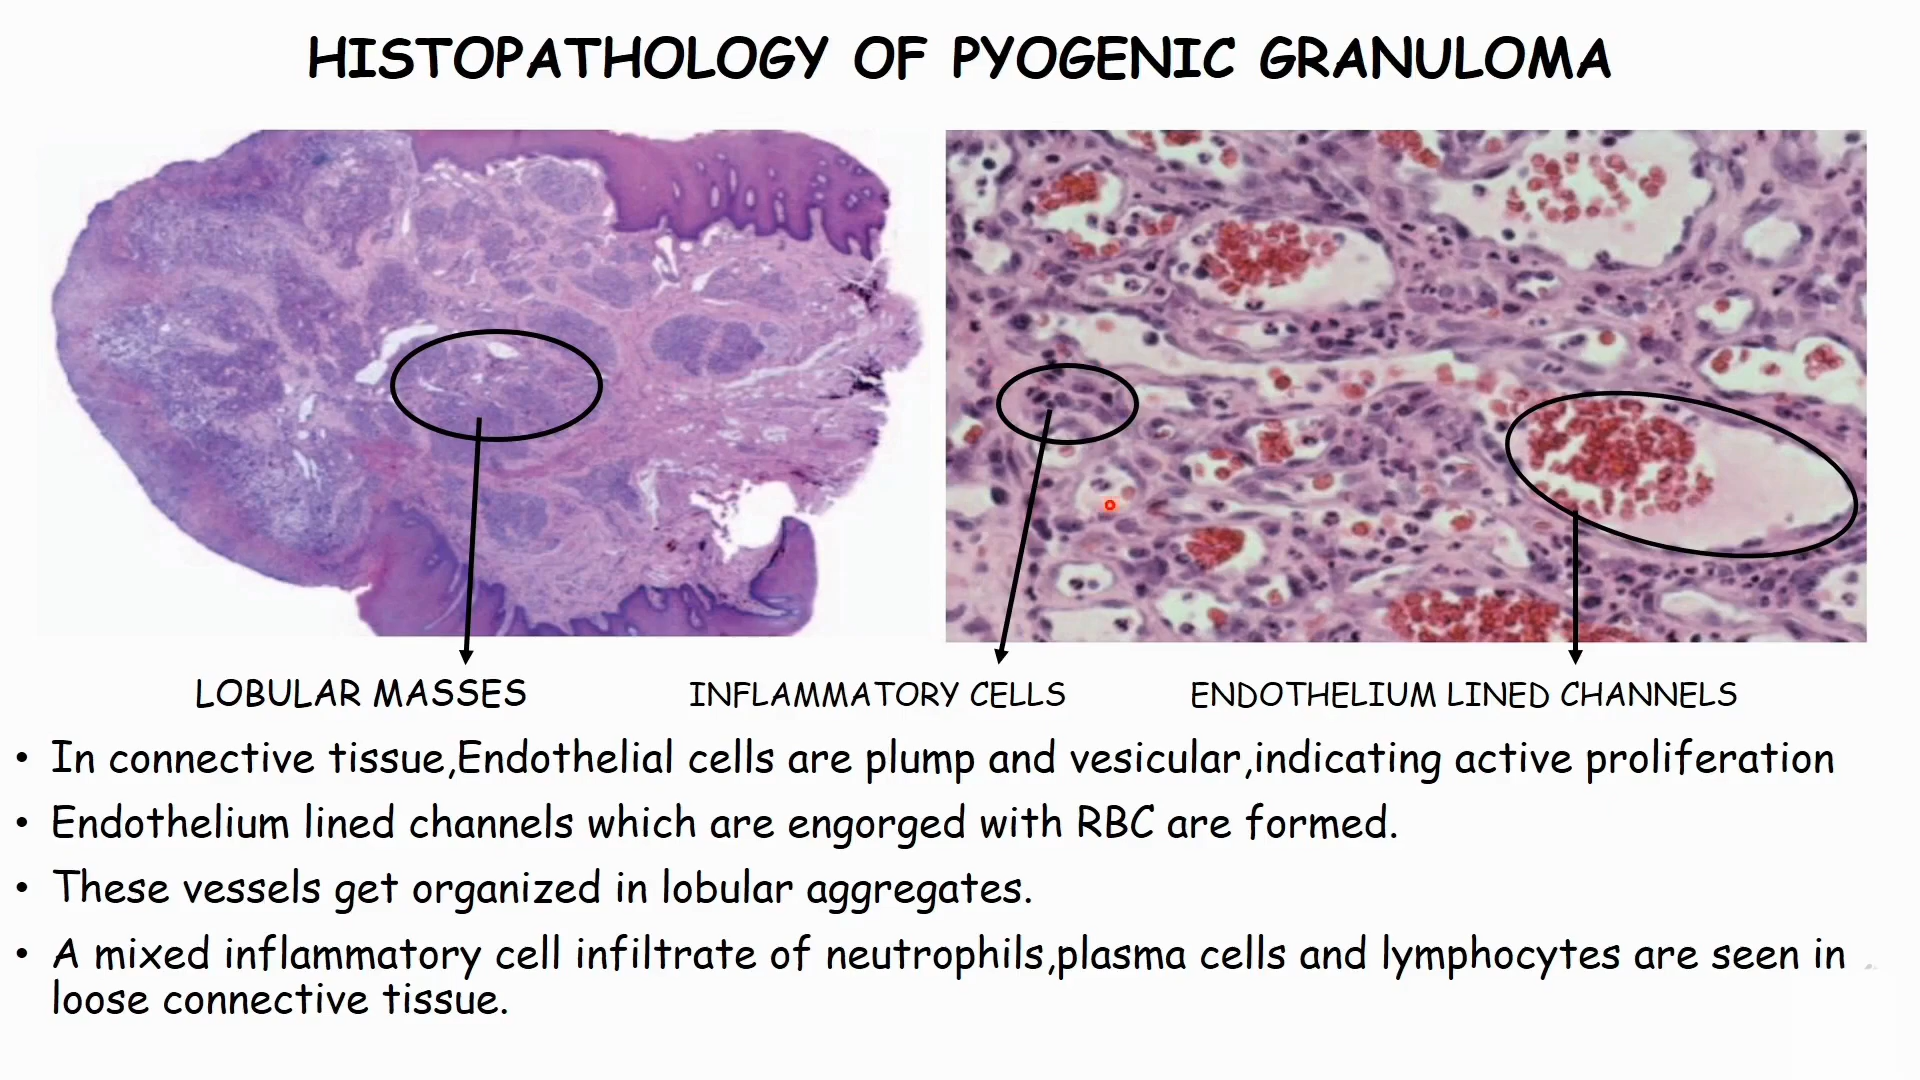 HISTOPATHOLOGY OF PYOGENIC GRANULOMA
LOBULAR MASSES
INFLAMMATORY CELLS
ENDOTHELIUM LINED CHANNELS
• In connective tissue,Endothelial cells are plump and vesicular,indicating active proliferation
• Endothelium lined channels which are engorged with RBC are formed.
• These vessels get organized in lobular aggregates.
• A mixed inflammatory cell infiltrate of neutrophils,plasma cells and lymphocytes are seen in
loose connective tissue.